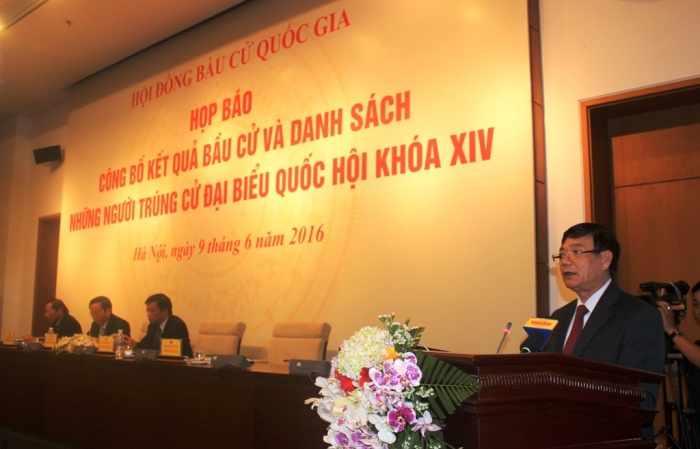 HỘI ĐỒNG BẦU CỬ QUỐC GIA
HỌP BÁO
CÔNG BỐ KẾT QUẢ BẦU CỬ VÀ DANH SÁCH
NHỮNG NGƯỜI TRÚNG CỬ ĐẠI BIỂU QUỐC HỘI KHÓA XIV
Hà Nội, ngày 9 tháng 6 năm 2016